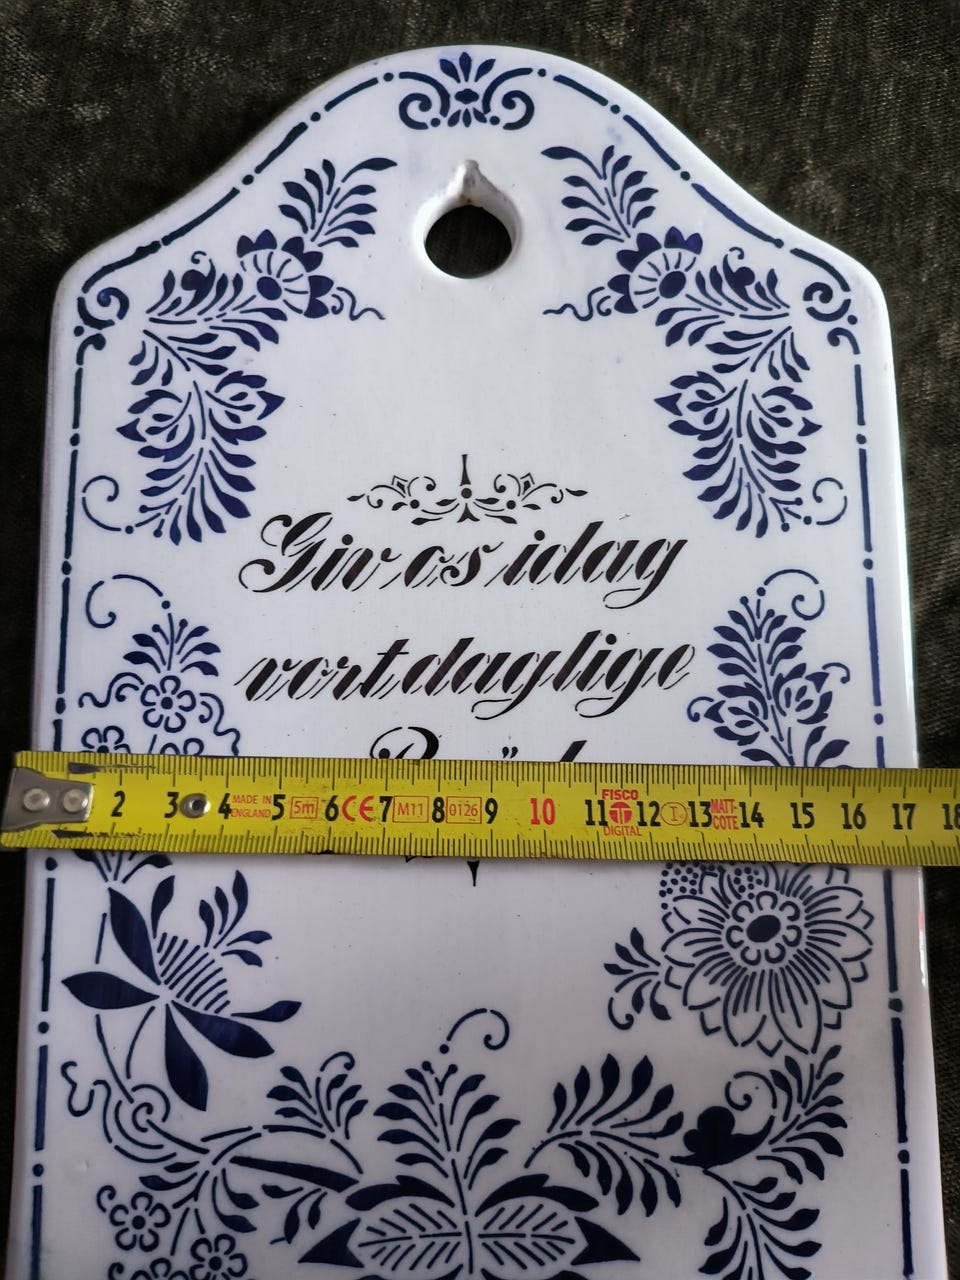 Giv os idag
vort daglige
2 3 4 MADE IN ENGLAND 5 5m 6 CE 7 M11 8 0126 9 10 11 FISCO DIGITAL 12 I 13 MATT-COTE 14 15 16 17 18